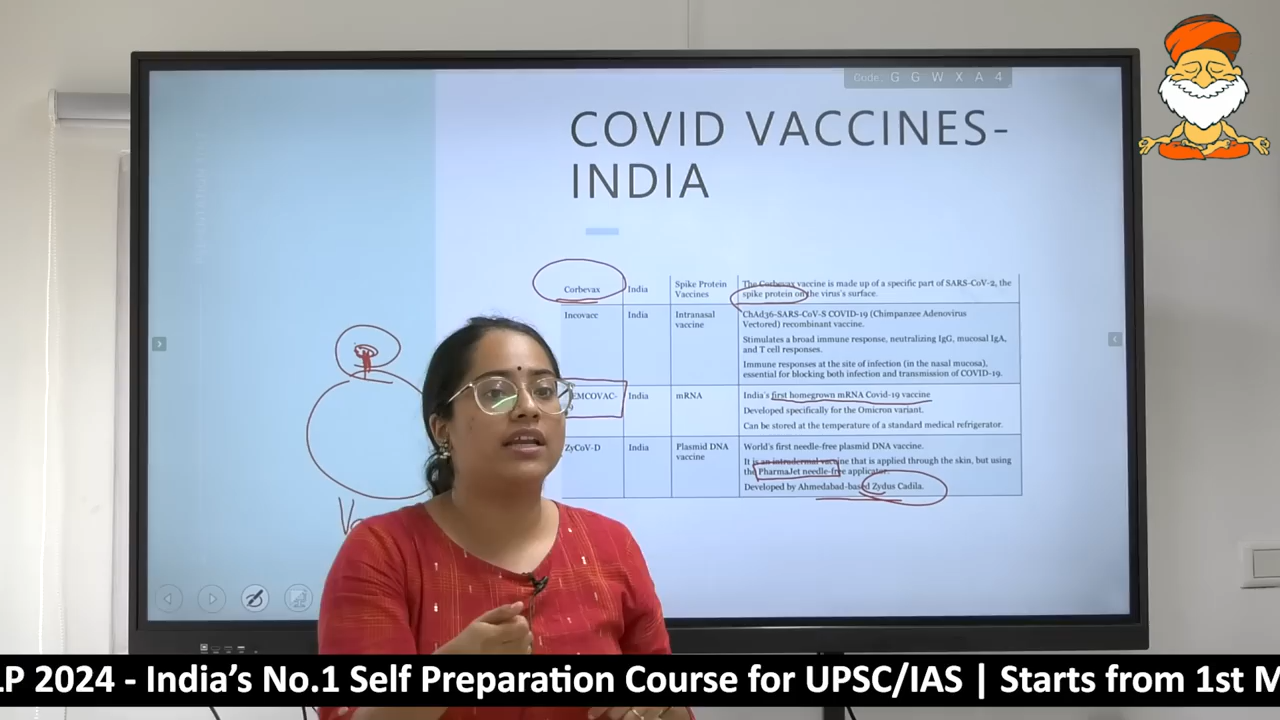 Code: G G W X A 4
COVID VACCINES-
INDIA
Corbevax India Spike Protein Vaccines The Corbevax vaccine is made up of a specific part of SARS-CoV-2, the
spike protein on the virus's surface.
Incovacc India Intranasal vaccine ChAd36-SARS-CoV-S COVID-19 (Chimpanzee Adenovirus
Vectored) recombinant vaccine.
Stimulates a broad immune response, neutralizing IgG, mucosal IgA,
and T cell responses.
Immune responses at the site of infection (in the nasal mucosa),
essential for blocking both infection and transmission of COVID-19.
EMCOVAC- India mRNA India's first homegrown mRNA Covid-19 vaccine
Developed specifically for the Omicron variant.
Can be stored at the temperature of a standard medical refrigerator.
ZyCoV-D India Plasmid DNA vaccine World's first needle-free plasmid DNA vaccine.
It is an intradermal vaccine that is applied through the skin, but using
the PharmaJet needle-free applicator.
Developed by Ahmedabad-based Zydus Cadila.
LP 2024 - India's No.1 Self Preparation Course for UPSC/IAS | Starts from 1st M